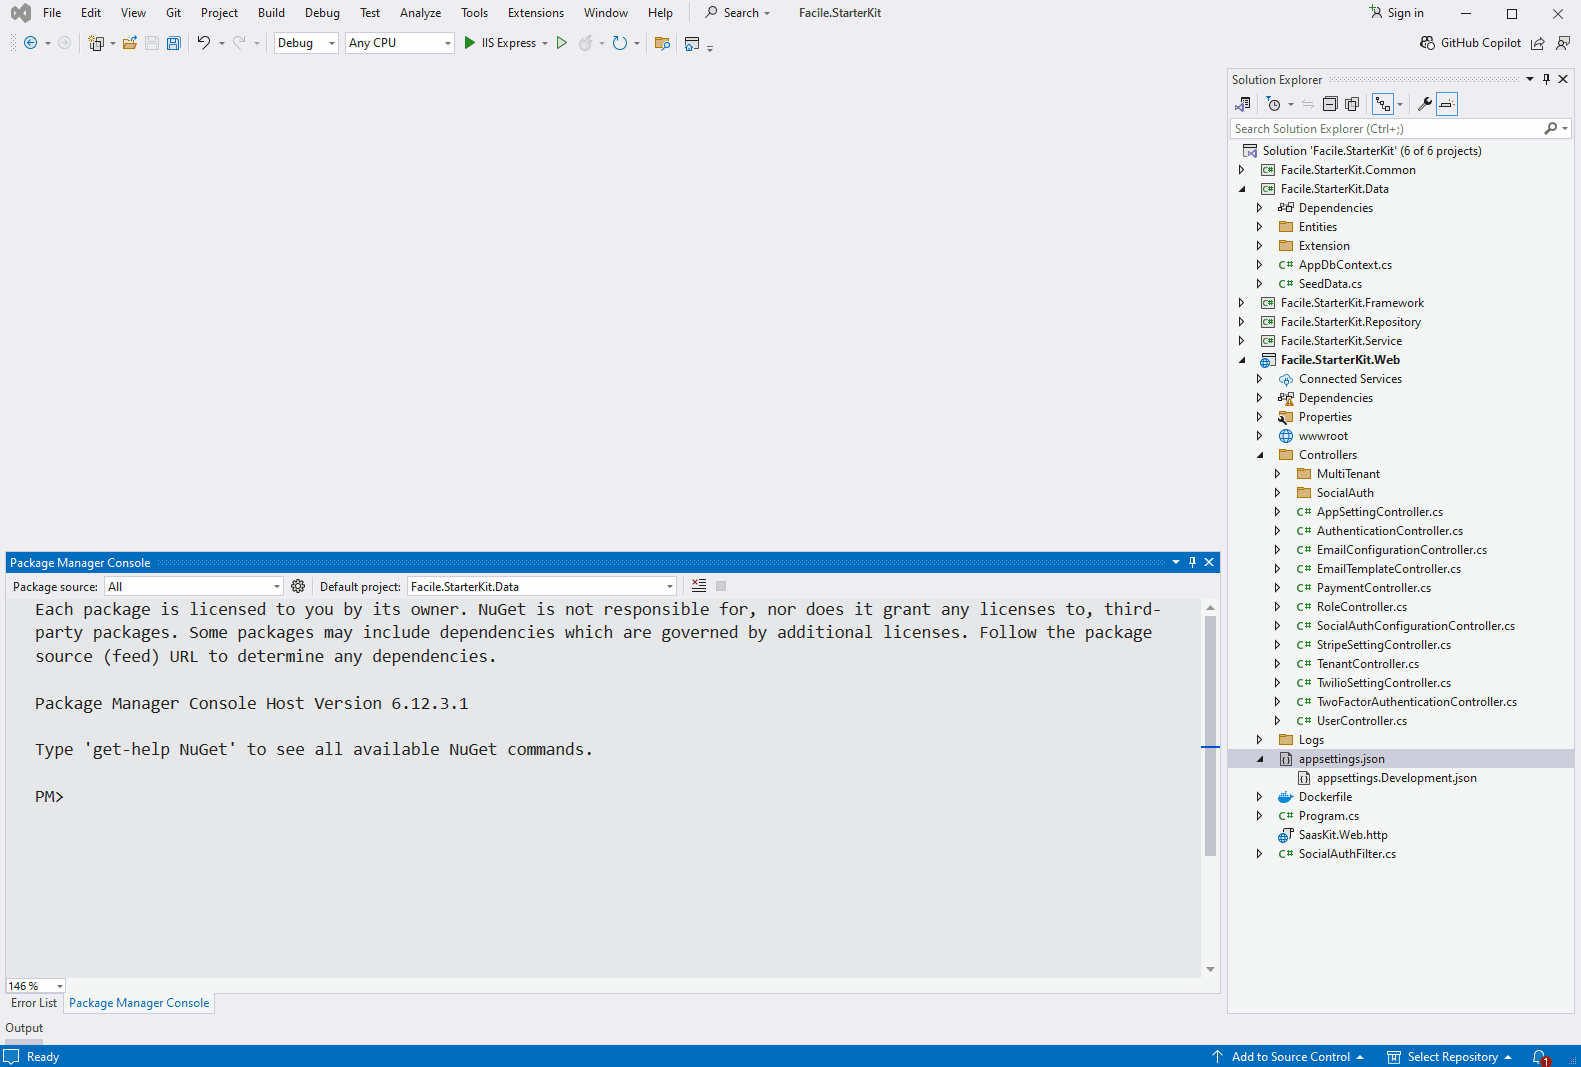 File Edit View Git Project Build Debug Test Analyze Tools Extensions Window Help Search Facile.StarterKit Sign in
Debug Any CPU IIS Express GitHub Copilot
Solution Explorer
Search Solution Explorer (Ctrl+;)
Solution 'Facile.StarterKit' (6 of 6 projects)
C# Facile.StarterKit.Common
C# Facile.StarterKit.Data
Dependencies
Entities
Extension
C# AppDbContext.cs
C# SeedData.cs
C# Facile.StarterKit.Framework
C# Facile.StarterKit.Repository
C# Facile.StarterKit.Service
Facile.StarterKit.Web
Connected Services
Dependencies
Properties
wwwroot
Controllers
MultiTenant
SocialAuth
C# AppSettingController.cs
C# AuthenticationController.cs
C# EmailConfigurationController.cs
C# EmailTemplateController.cs
C# PaymentController.cs
C# RoleController.cs
C# SocialAuthConfigurationController.cs
C# StripeSettingController.cs
C# TenantController.cs
C# TwilioSettingController.cs
C# TwoFactorAuthenticationController.cs
C# UserController.cs
Logs
appsettings.json
appsettings.Development.json
Dockerfile
C# Program.cs
SaasKit.Web.http
C# SocialAuthFilter.cs
Package Manager Console
Package source: All Default project: Facile.StarterKit.Data
Each package is licensed to you by its owner. NuGet is not responsible for, nor does it grant any licenses to, third-
party packages. Some packages may include dependencies which are governed by additional licenses. Follow the package
source (feed) URL to determine any dependencies.
Package Manager Console Host Version 6.12.3.1
Type 'get-help NuGet' to see all available NuGet commands.
PM>
146 %
Error List Package Manager Console
Output
Ready Add to Source Control Select Repository 1